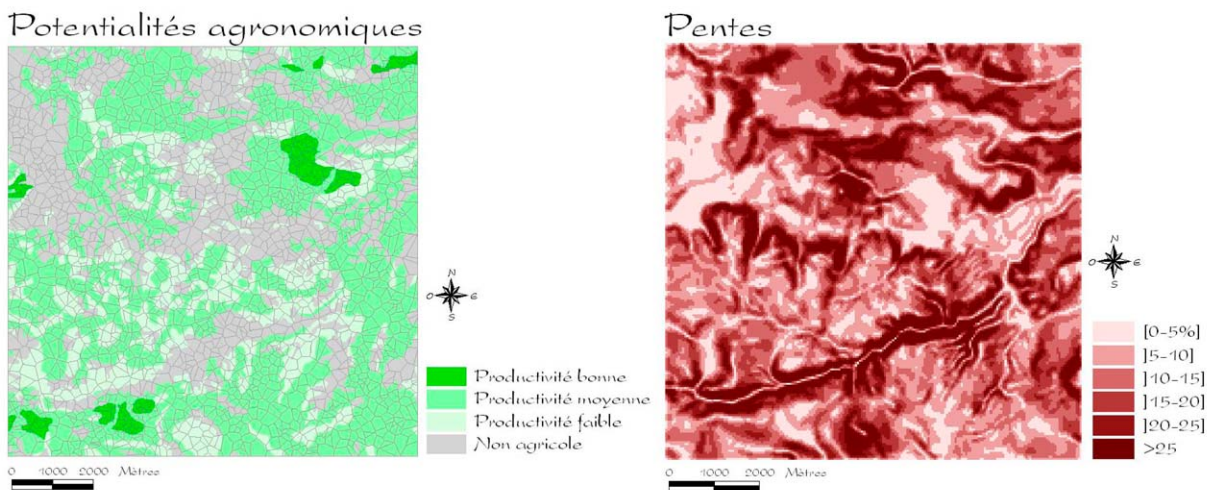 Potentialités agronomiques
N
O E
S
Productivité bonne
Productivité moyenne
Productivité faible
Non agricole
0 1000 2000 Mètres
Pentes
N
O E
S
[0-5%]
]5-10]
]10-15]
]15-20]
]20-25]
>25
0 1000 2000 Mètres